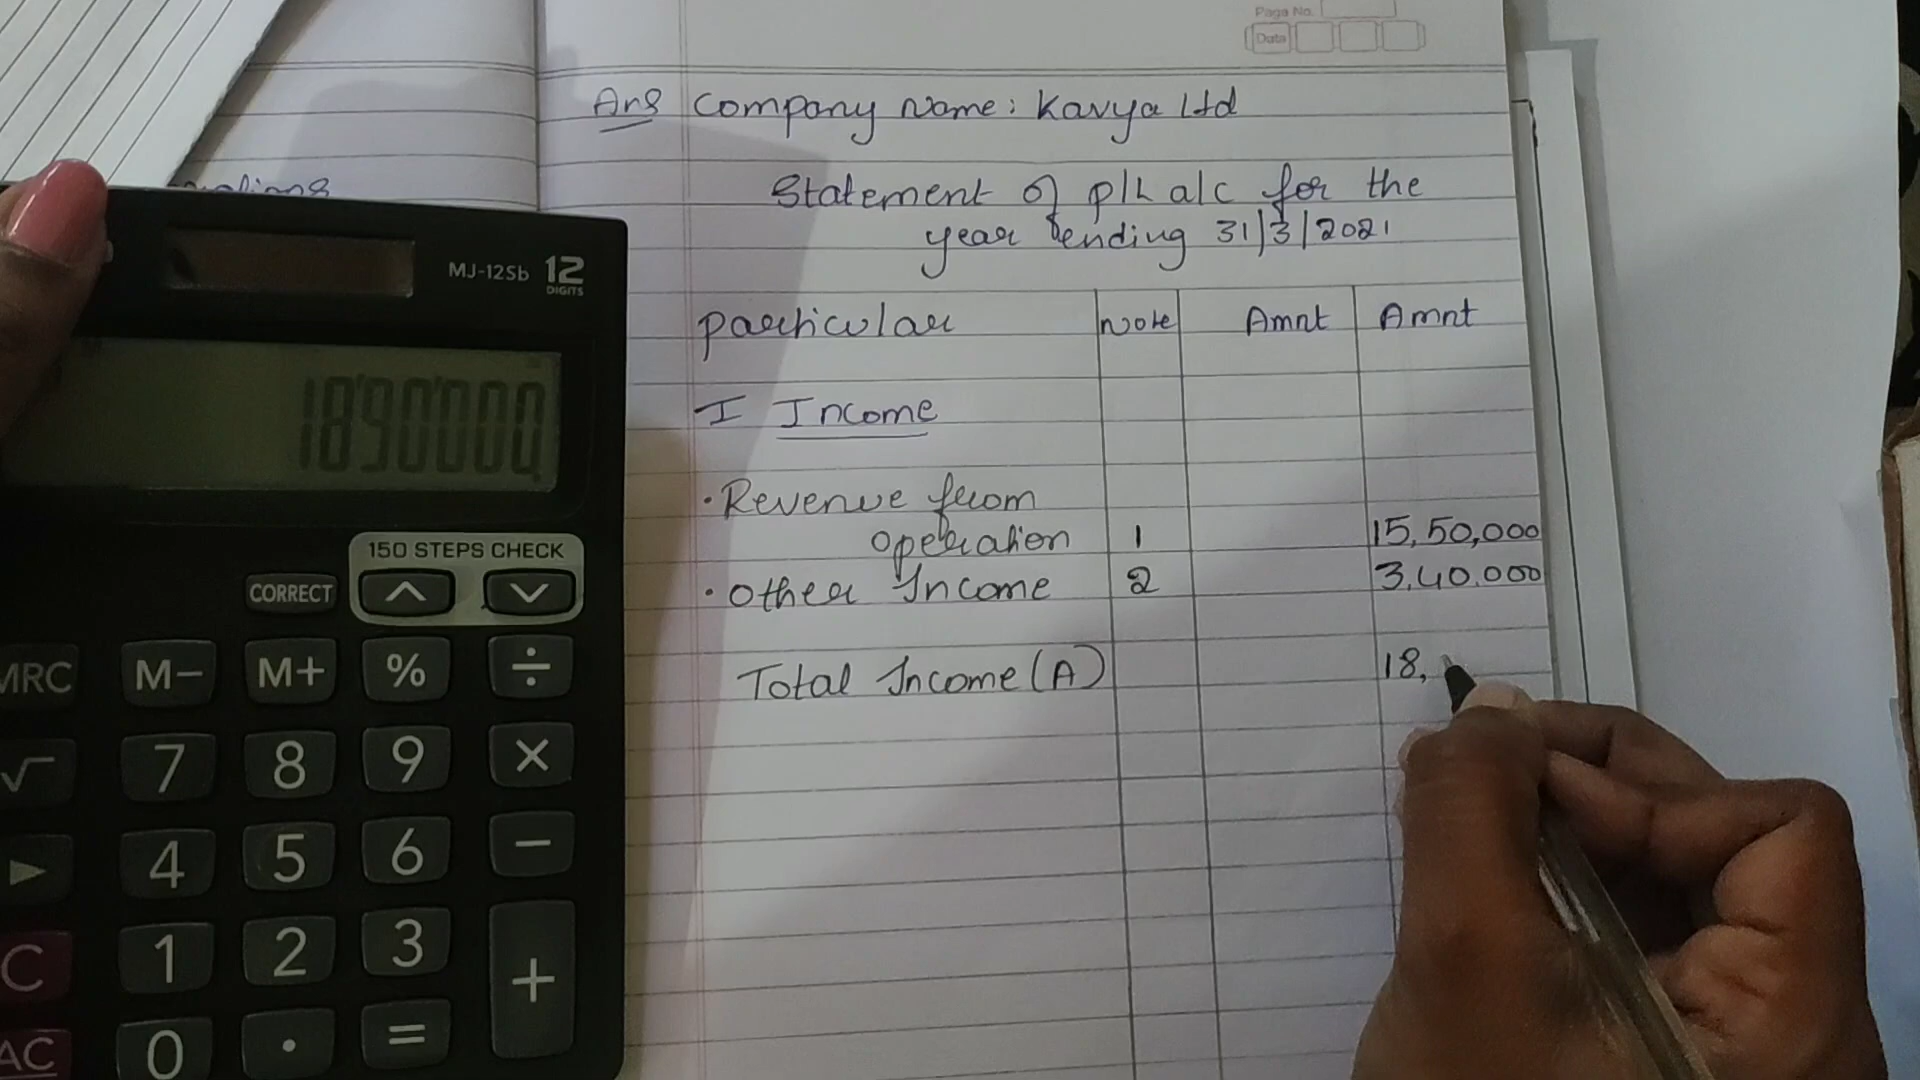 Page No.
Date
Ans Company Name: Kavya Ltd
Statement of P/L a/c for the
year ending 31/3/2021
Particular Note Amnt Amnt
I Income
• Revenue from
operation 1 15,50,000
• Other Income 2 3,40,000
Total Income (A) 18,
MJ-12Sb 12
DIGITS
1890000.
150 STEPS CHECK
CORRECT
MRC M- M+ % ÷
√ 7 8 9 ×
4 5 6 −
C 1 2 3 +
AC 0 . =